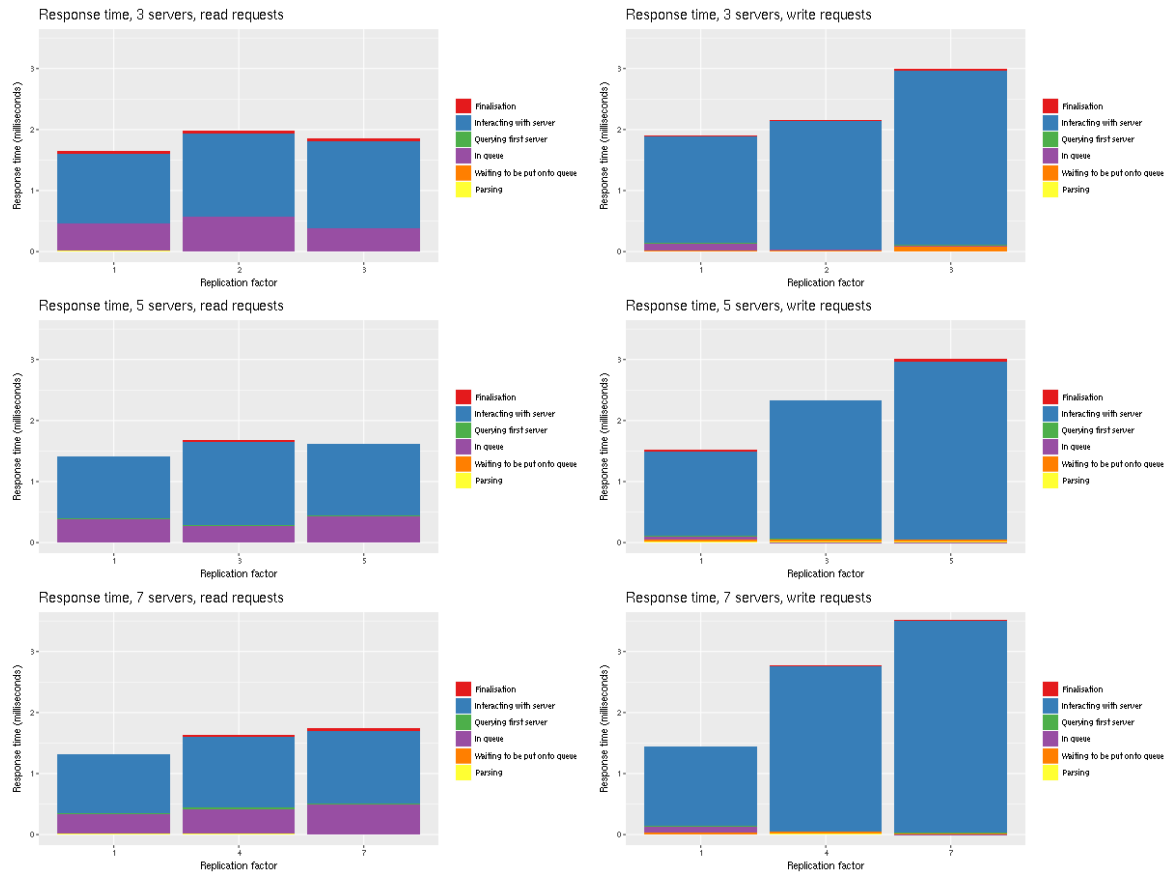 Response time, 3 servers, read requests
Response time (milliseconds)
3
2
1
0
1
2
3
Replication factor
Finalisation
Interacting with server
Querying first server
In queue
Waiting to be put onto queue
Parsing
Response time, 3 servers, write requests
Response time (milliseconds)
3
2
1
0
1
2
3
Replication factor
Finalisation
Interacting with server
Querying first server
In queue
Waiting to be put onto queue
Parsing
Response time, 5 servers, read requests
Response time (milliseconds)
3
2
1
0
1
3
5
Replication factor
Finalisation
Interacting with server
Querying first server
In queue
Waiting to be put onto queue
Parsing
Response time, 5 servers, write requests
Response time (milliseconds)
3
2
1
0
1
3
5
Replication factor
Finalisation
Interacting with server
Querying first server
In queue
Waiting to be put onto queue
Parsing
Response time, 7 servers, read requests
Response time (milliseconds)
3
2
1
0
1
4
7
Replication factor
Finalisation
Interacting with server
Querying first server
In queue
Waiting to be put onto queue
Parsing
Response time, 7 servers, write requests
Response time (milliseconds)
3
2
1
0
1
4
7
Replication factor
Finalisation
Interacting with server
Querying first server
In queue
Waiting to be put onto queue
Parsing